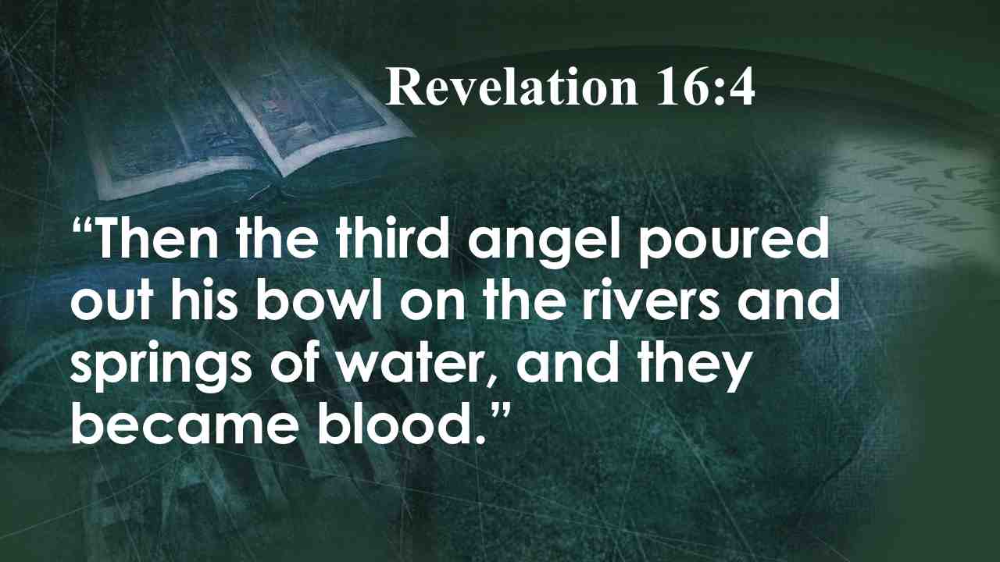 Revelation 16:4
“Then the third angel poured
out his bowl on the rivers and
springs of water, and they
became blood.”